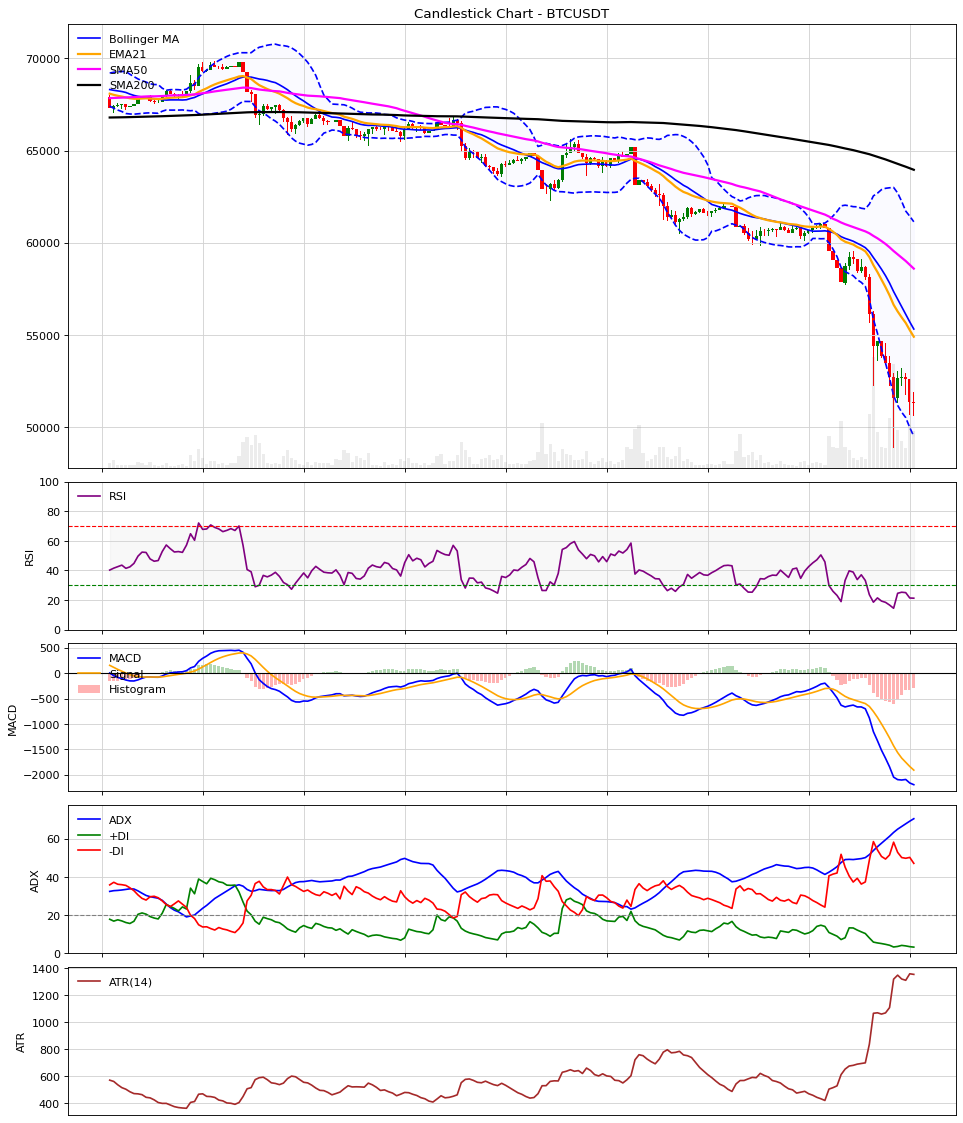 Candlestick Chart - BTCUSDT
Bollinger MA
EMA21
SMA50
SMA200
70000
65000
60000
55000
50000
RSI
RSI
100
80
60
40
20
0
MACD
Signal
Histogram
MACD
500
0
−500
−1000
−1500
−2000
ADX
+DI
-DI
ADX
60
40
20
0
ATR(14)
ATR
1400
1200
1000
800
600
400